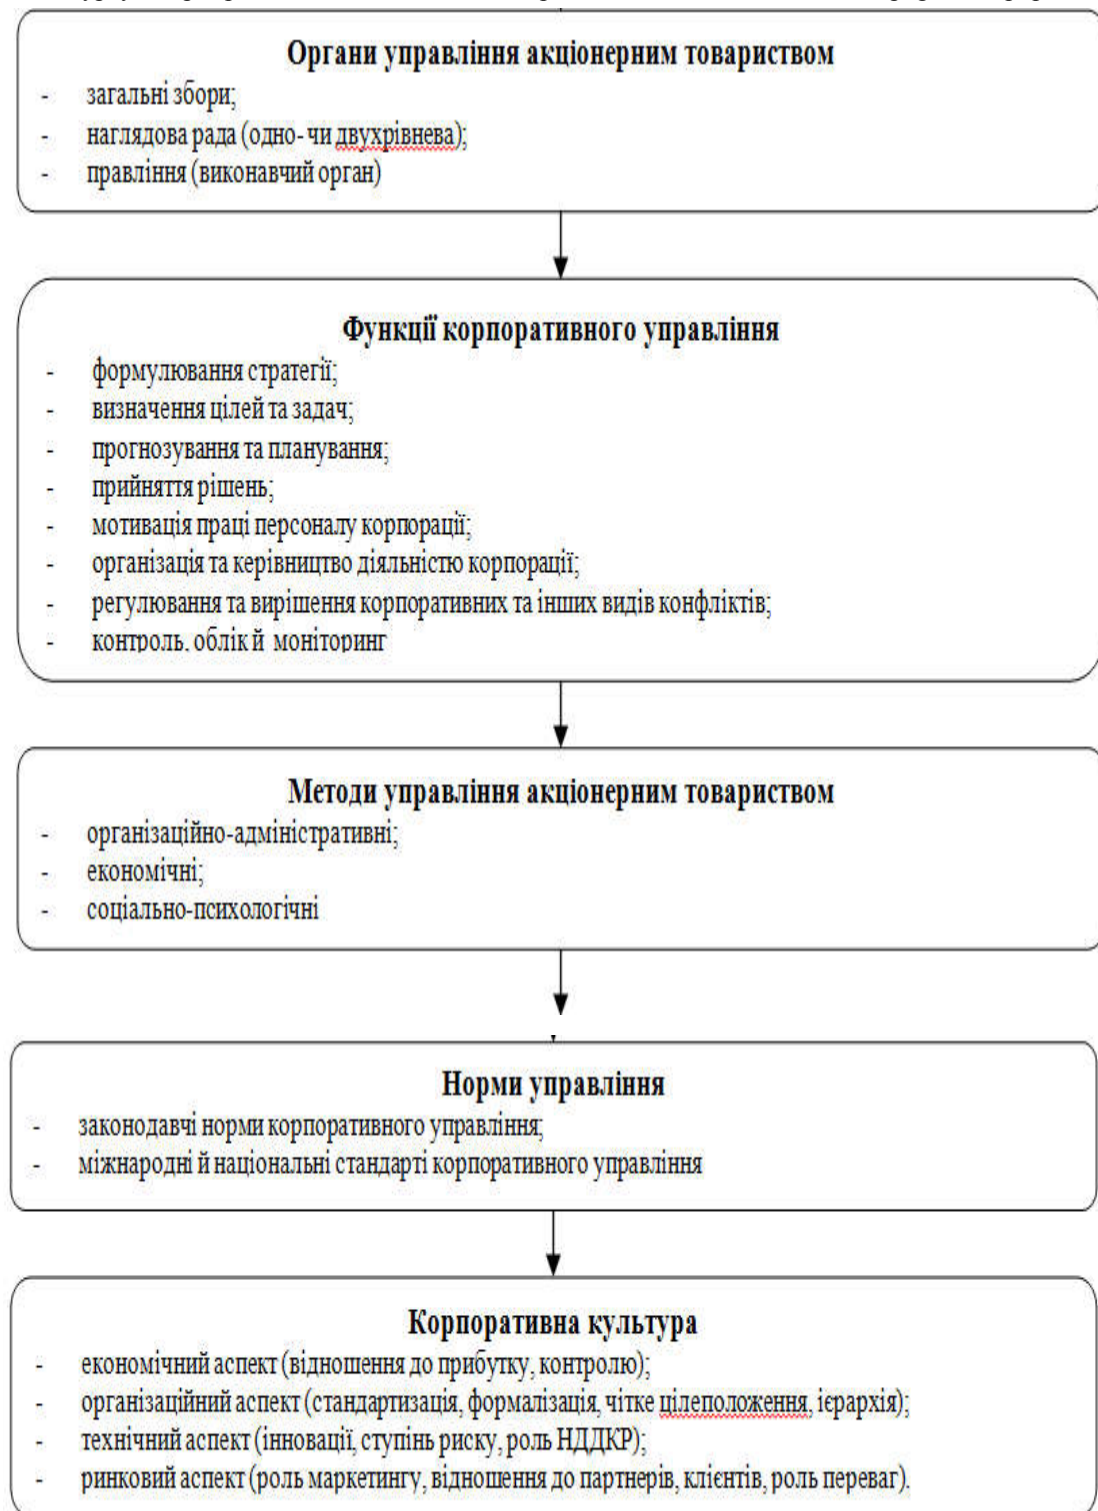 Органи управління акціонерним товариством
- загальні збори;
- наглядова рада (одно- чи двухрівнева);
- правління (виконавчий орган)
Функції корпоративного управління
- формулювання стратегії;
- визначення цілей та задач;
- прогнозування та планування;
- прийняття рішень;
- мотивація праці персоналу корпорації;
- організація та керівництво діяльністю корпорації;
- регулювання та вирішення корпоративних та інших видів конфліктів;
- контроль, облік й моніторинг
Методи управління акціонерним товариством
- організаційно-адміністративні;
- економічні;
- соціально-психологічні
Норми управління
- законодавчі норми корпоративного управління;
- міжнародні й національні стандарті корпоративного управління
Корпоративна культура
- економічний аспект (відношення до прибутку, контролю);
- організаційний аспект (стандартизація, формалізація, чітке цілеположення, ієрархія);
- технічний аспект (інновації, ступінь риску, роль НДДКР);
- ринковий аспект (роль маркетингу, відношення до партнерів, клієнтів, роль переваг).